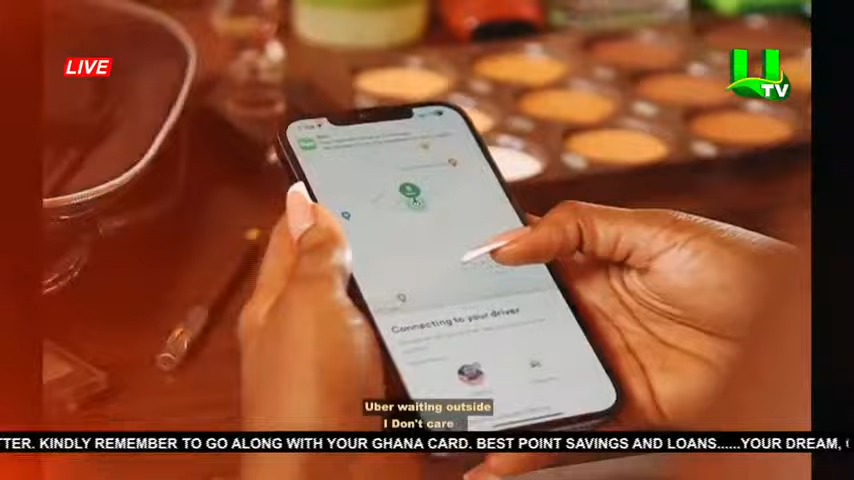 LIVE
U
TV
Connecting to your driver
Uber waiting outside
I Don't care
TTER. KINDLY REMEMBER TO GO ALONG WITH YOUR GHANA CARD. BEST POINT SAVINGS AND LOANS......YOUR DREAM,